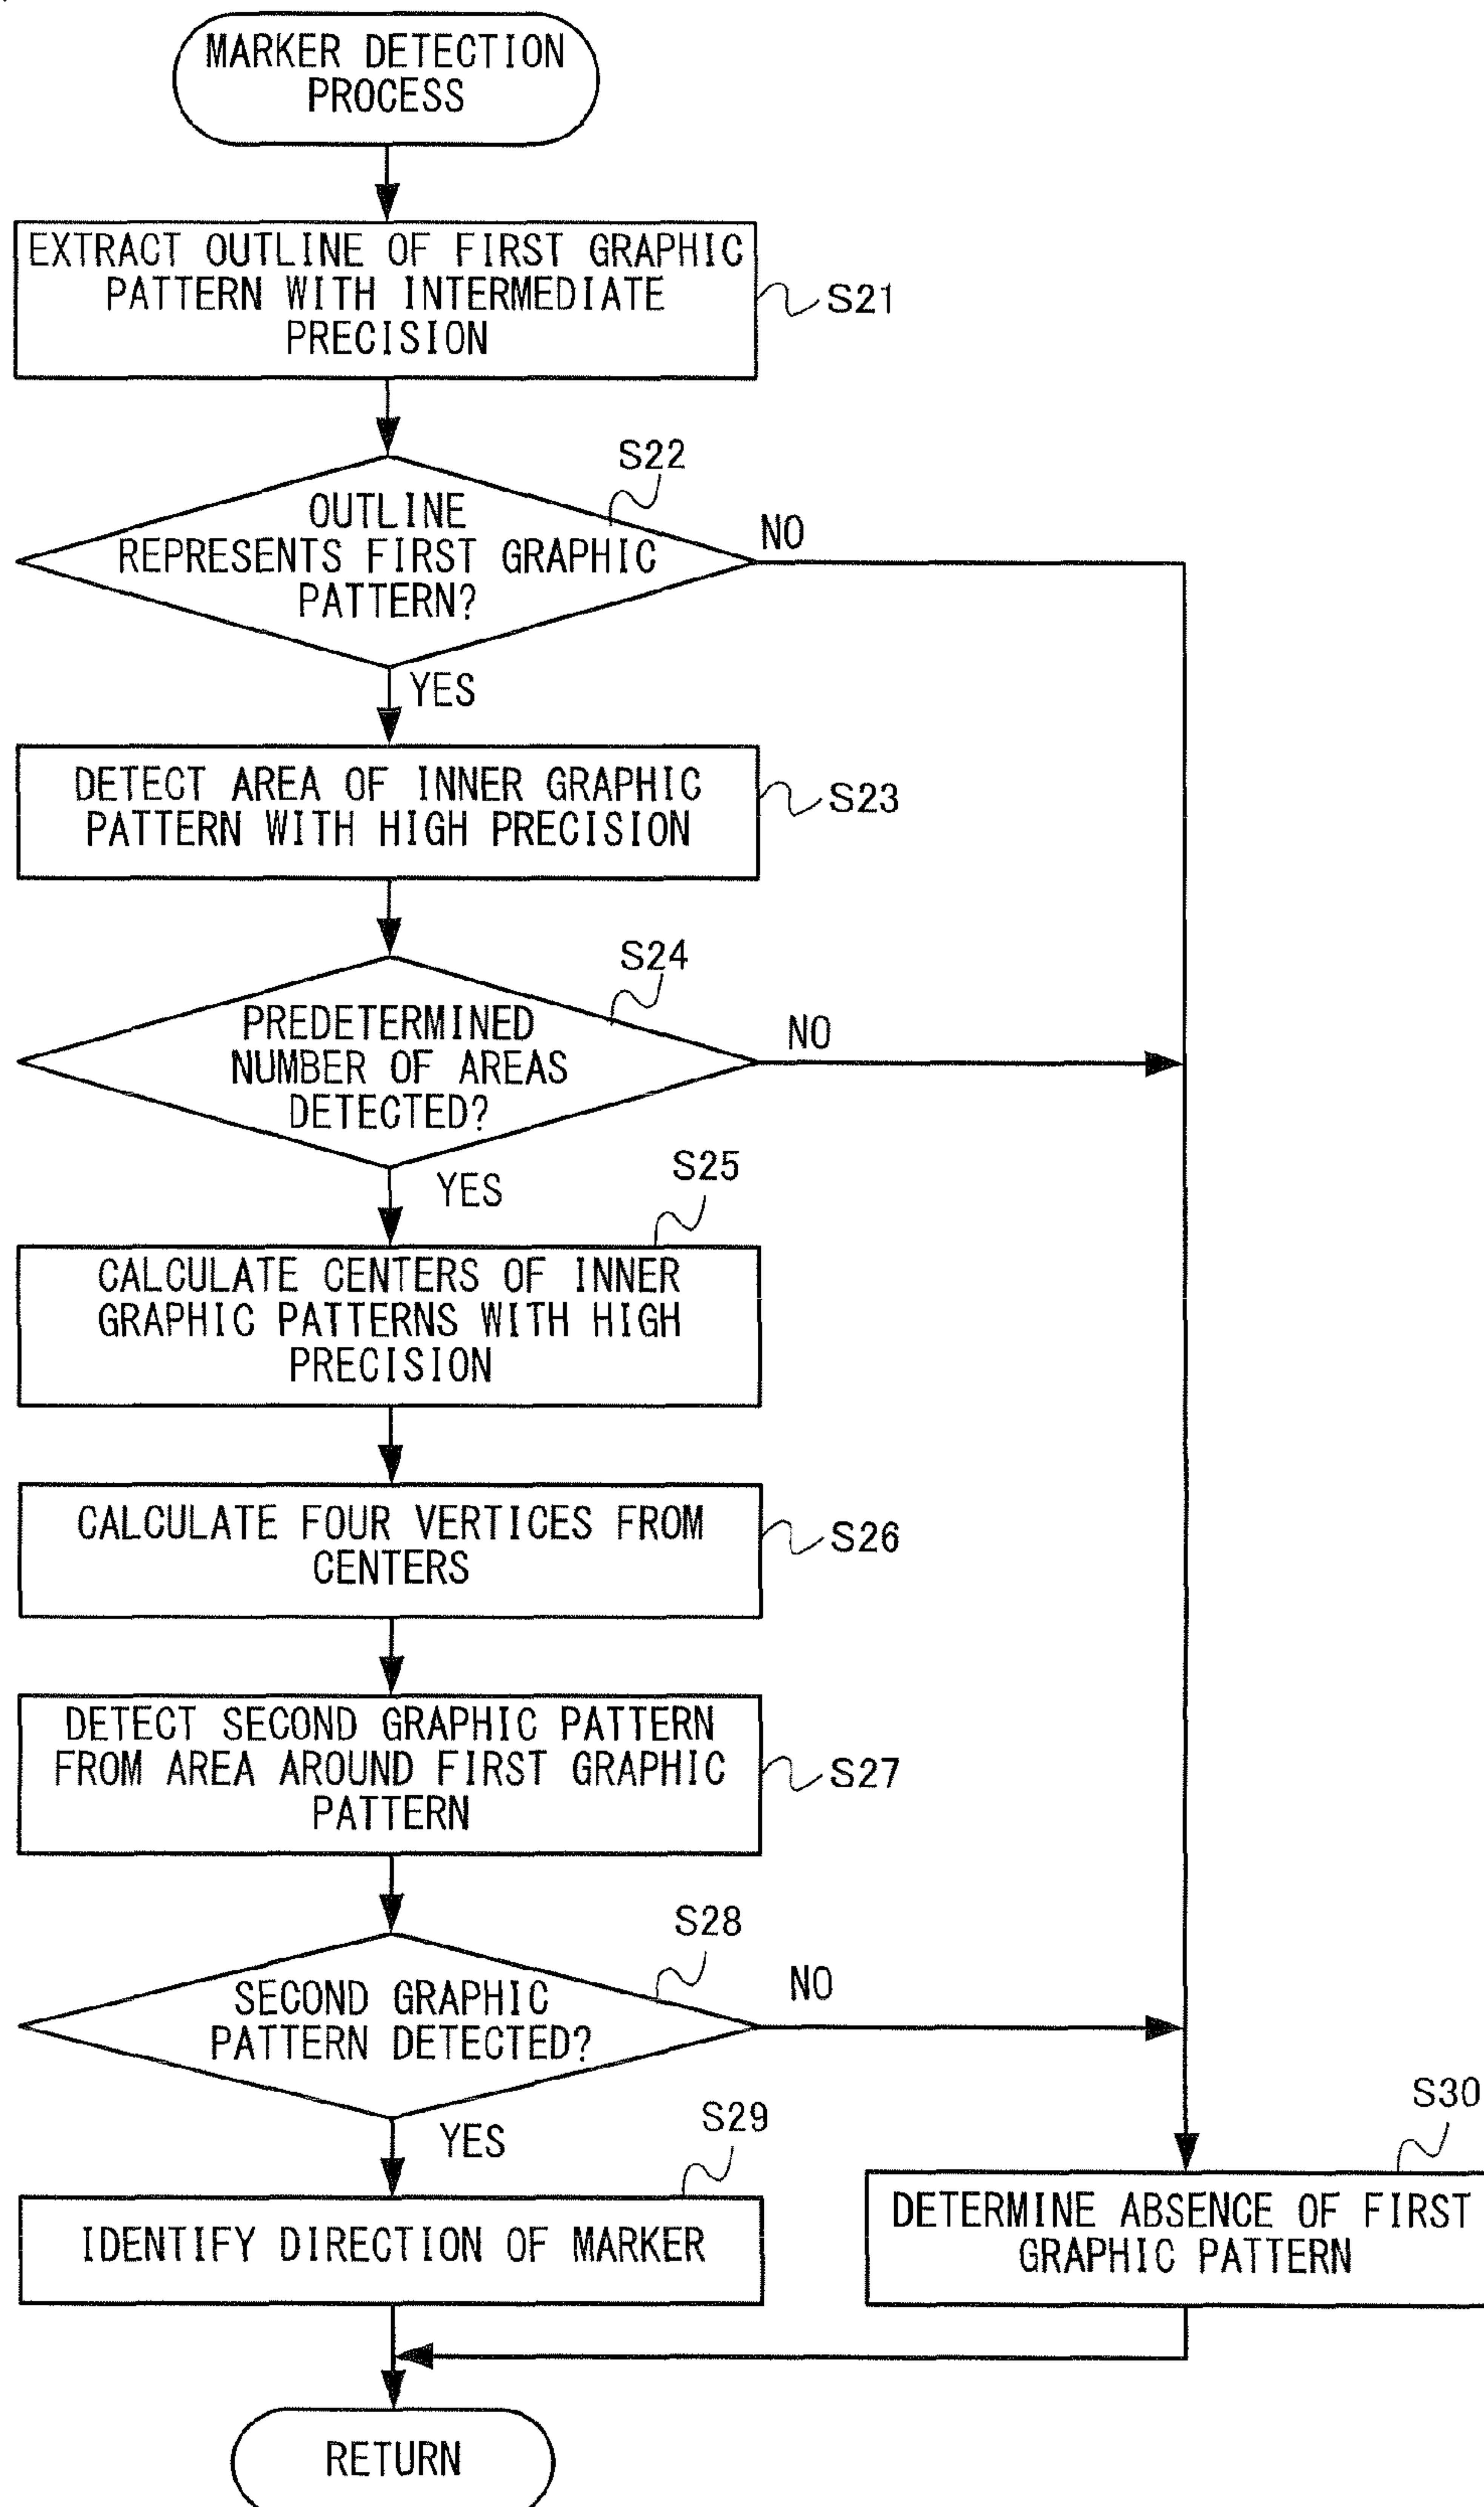 MARKER DETECTION
PROCESS
EXTRACT OUTLINE OF FIRST GRAPHIC
PATTERN WITH INTERMEDIATE
PRECISION
S21
S22
OUTLINE
REPRESENTS FIRST GRAPHIC
PATTERN?
NO
YES
DETECT AREA OF INNER GRAPHIC
PATTERN WITH HIGH PRECISION
S23
S24
PREDETERMINED
NUMBER OF AREAS
DETECTED?
NO
YES
S25
CALCULATE CENTERS OF INNER
GRAPHIC PATTERNS WITH HIGH
PRECISION
CALCULATE FOUR VERTICES FROM
CENTERS
S26
DETECT SECOND GRAPHIC PATTERN
FROM AREA AROUND FIRST GRAPHIC
PATTERN
S27
S28
SECOND GRAPHIC
PATTERN DETECTED?
NO
YES
S29
IDENTIFY DIRECTION OF MARKER
S30
DETERMINE ABSENCE OF FIRST
GRAPHIC PATTERN
RETURN